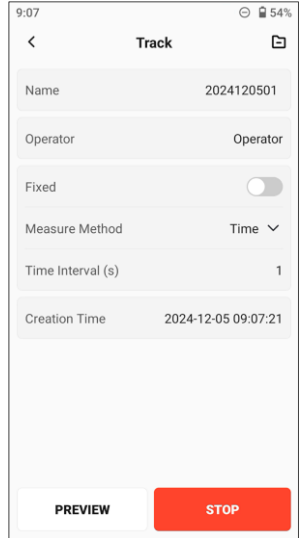 9:07 54%
Track
Name 2024120501
Operator Operator
Fixed
Measure Method Time
Time Interval (s) 1
Creation Time 2024-12-05 09:07:21
PREVIEW STOP